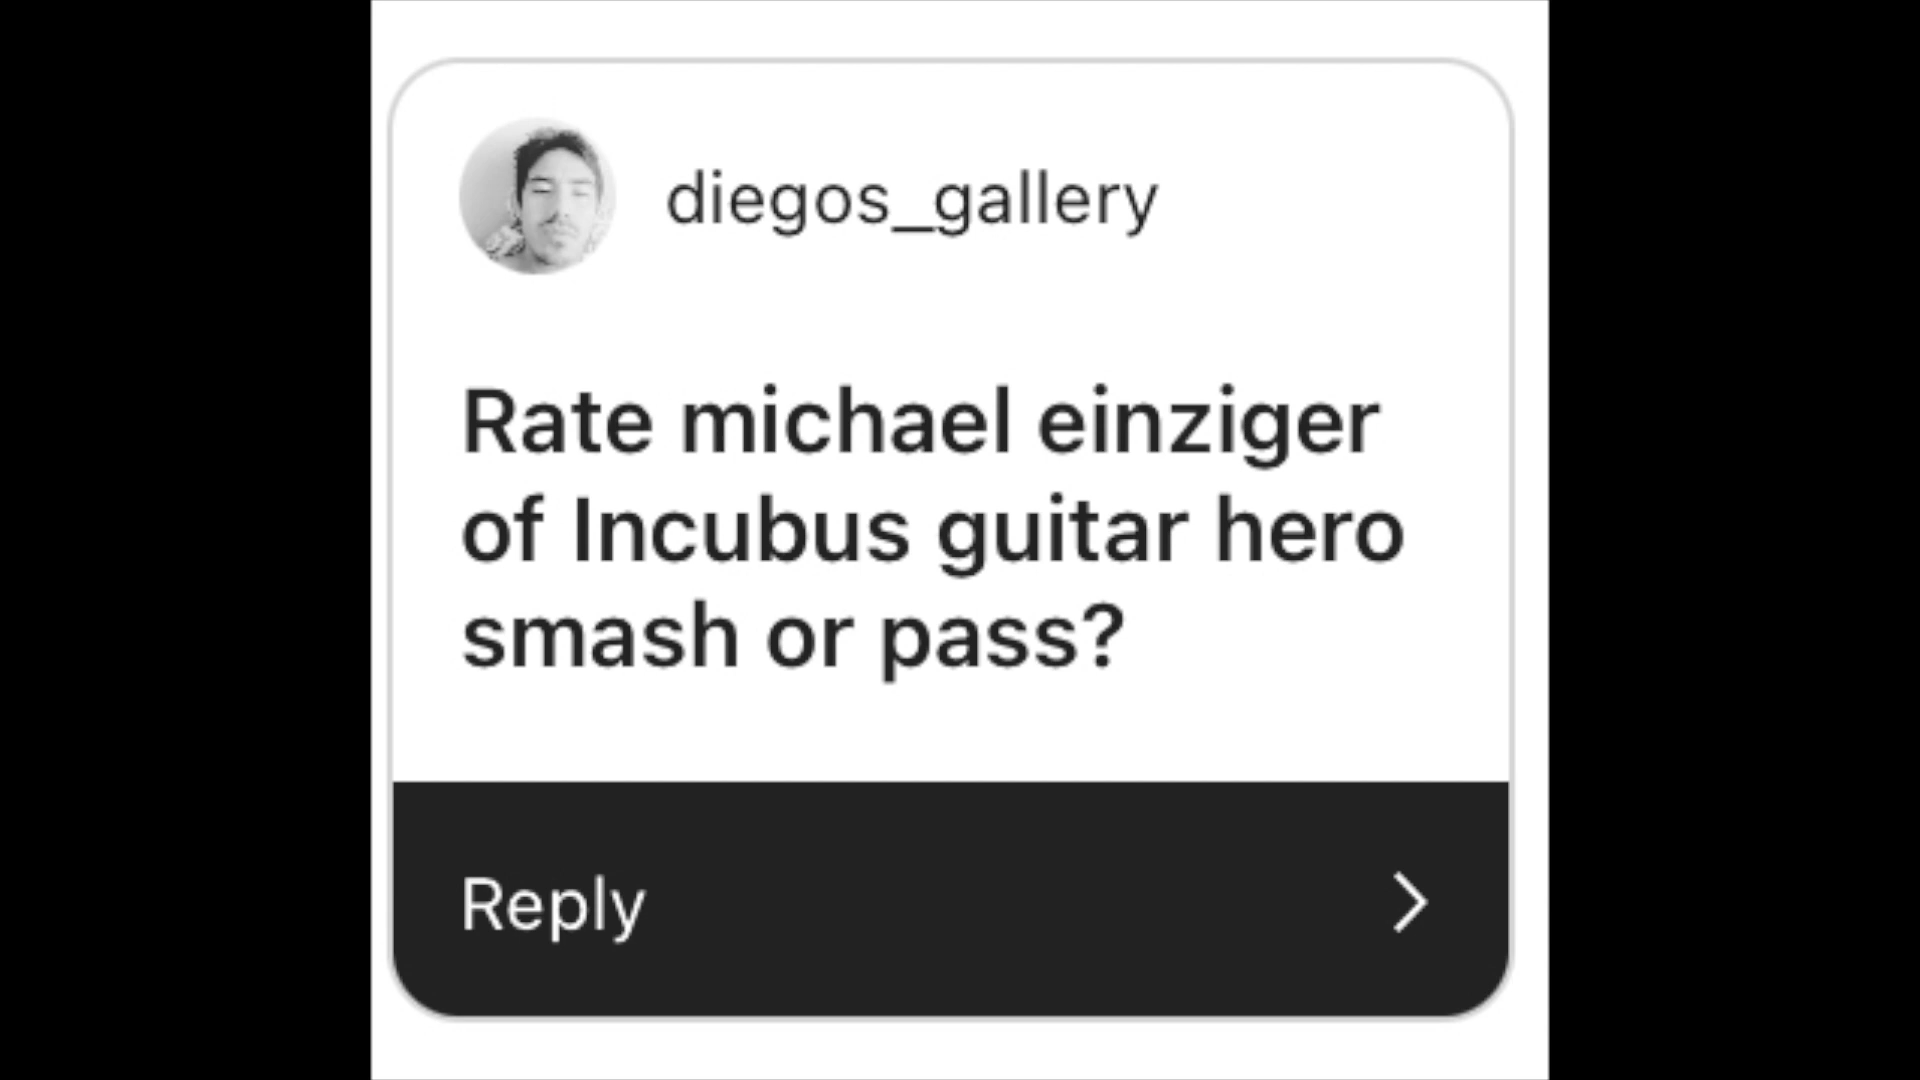 diegos_gallery
Rate michael einziger
of Incubus guitar hero
smash or pass?
Reply